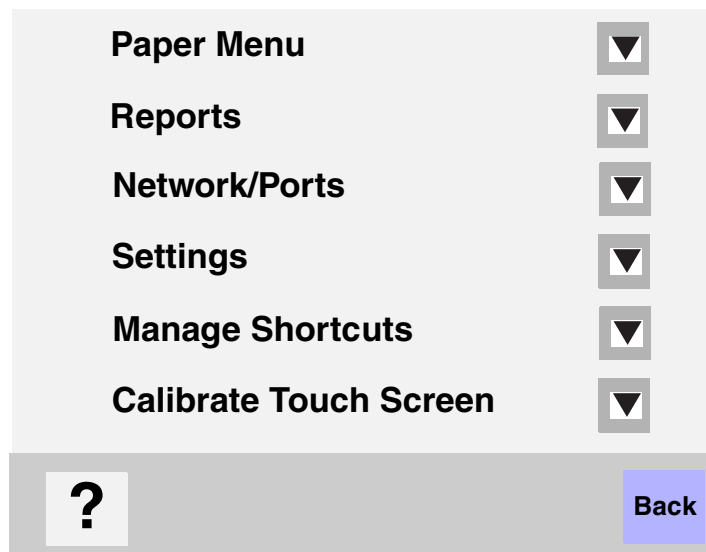 Paper Menu
Reports
Network/Ports
Settings
Manage Shortcuts
Calibrate Touch Screen
?
Back